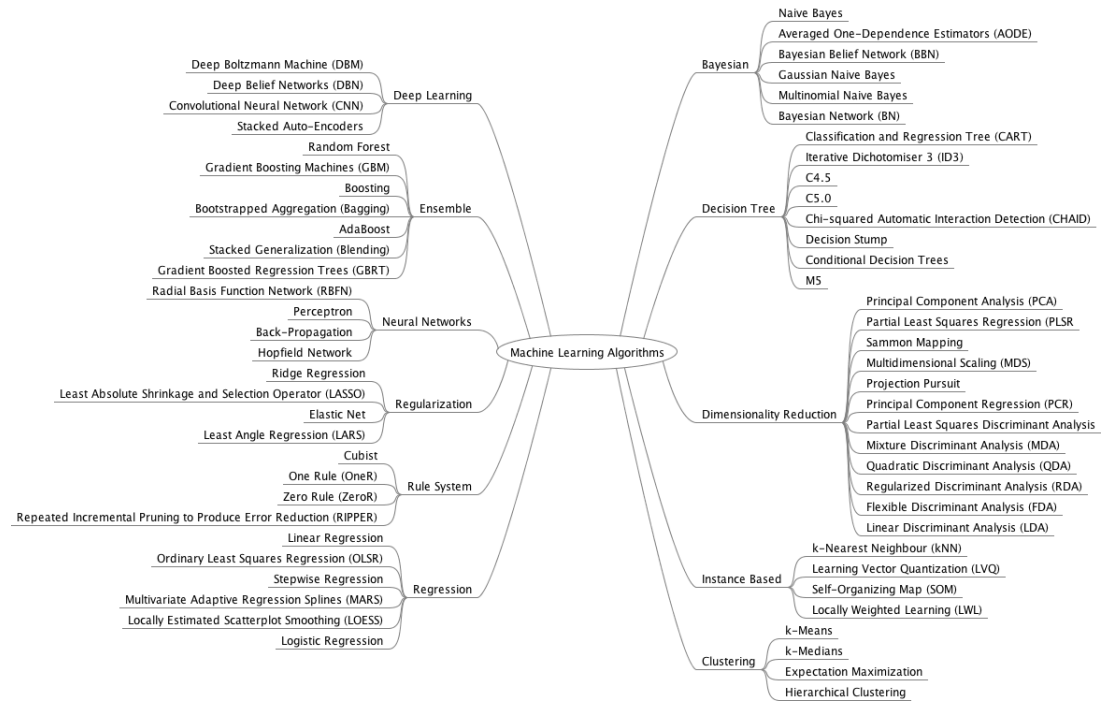 Machine Learning Algorithms
Deep Learning
Deep Boltzmann Machine (DBM)
Deep Belief Networks (DBN)
Convolutional Neural Network (CNN)
Stacked Auto-Encoders
Ensemble
Random Forest
Gradient Boosting Machines (GBM)
Boosting
Bootstrapped Aggregation (Bagging)
AdaBoost
Stacked Generalization (Blending)
Gradient Boosted Regression Trees (GBRT)
Neural Networks
Radial Basis Function Network (RBFN)
Perceptron
Back-Propagation
Hopfield Network
Regularization
Ridge Regression
Least Absolute Shrinkage and Selection Operator (LASSO)
Elastic Net
Least Angle Regression (LARS)
Rule System
Cubist
One Rule (OneR)
Zero Rule (ZeroR)
Repeated Incremental Pruning to Produce Error Reduction (RIPPER)
Regression
Linear Regression
Ordinary Least Squares Regression (OLSR)
Stepwise Regression
Multivariate Adaptive Regression Splines (MARS)
Locally Estimated Scatterplot Smoothing (LOESS)
Logistic Regression
Bayesian
Naive Bayes
Averaged One-Dependence Estimators (AODE)
Bayesian Belief Network (BBN)
Gaussian Naive Bayes
Multinomial Naive Bayes
Bayesian Network (BN)
Decision Tree
Classification and Regression Tree (CART)
Iterative Dichotomiser 3 (ID3)
C4.5
C5.0
Chi-squared Automatic Interaction Detection (CHAID)
Decision Stump
Conditional Decision Trees
M5
Dimensionality Reduction
Principal Component Analysis (PCA)
Partial Least Squares Regression (PLSR
Sammon Mapping
Multidimensional Scaling (MDS)
Projection Pursuit
Principal Component Regression (PCR)
Partial Least Squares Discriminant Analysis
Mixture Discriminant Analysis (MDA)
Quadratic Discriminant Analysis (QDA)
Regularized Discriminant Analysis (RDA)
Flexible Discriminant Analysis (FDA)
Linear Discriminant Analysis (LDA)
Instance Based
k-Nearest Neighbour (kNN)
Learning Vector Quantization (LVQ)
Self-Organizing Map (SOM)
Locally Weighted Learning (LWL)
Clustering
k-Means
k-Medians
Expectation Maximization
Hierarchical Clustering